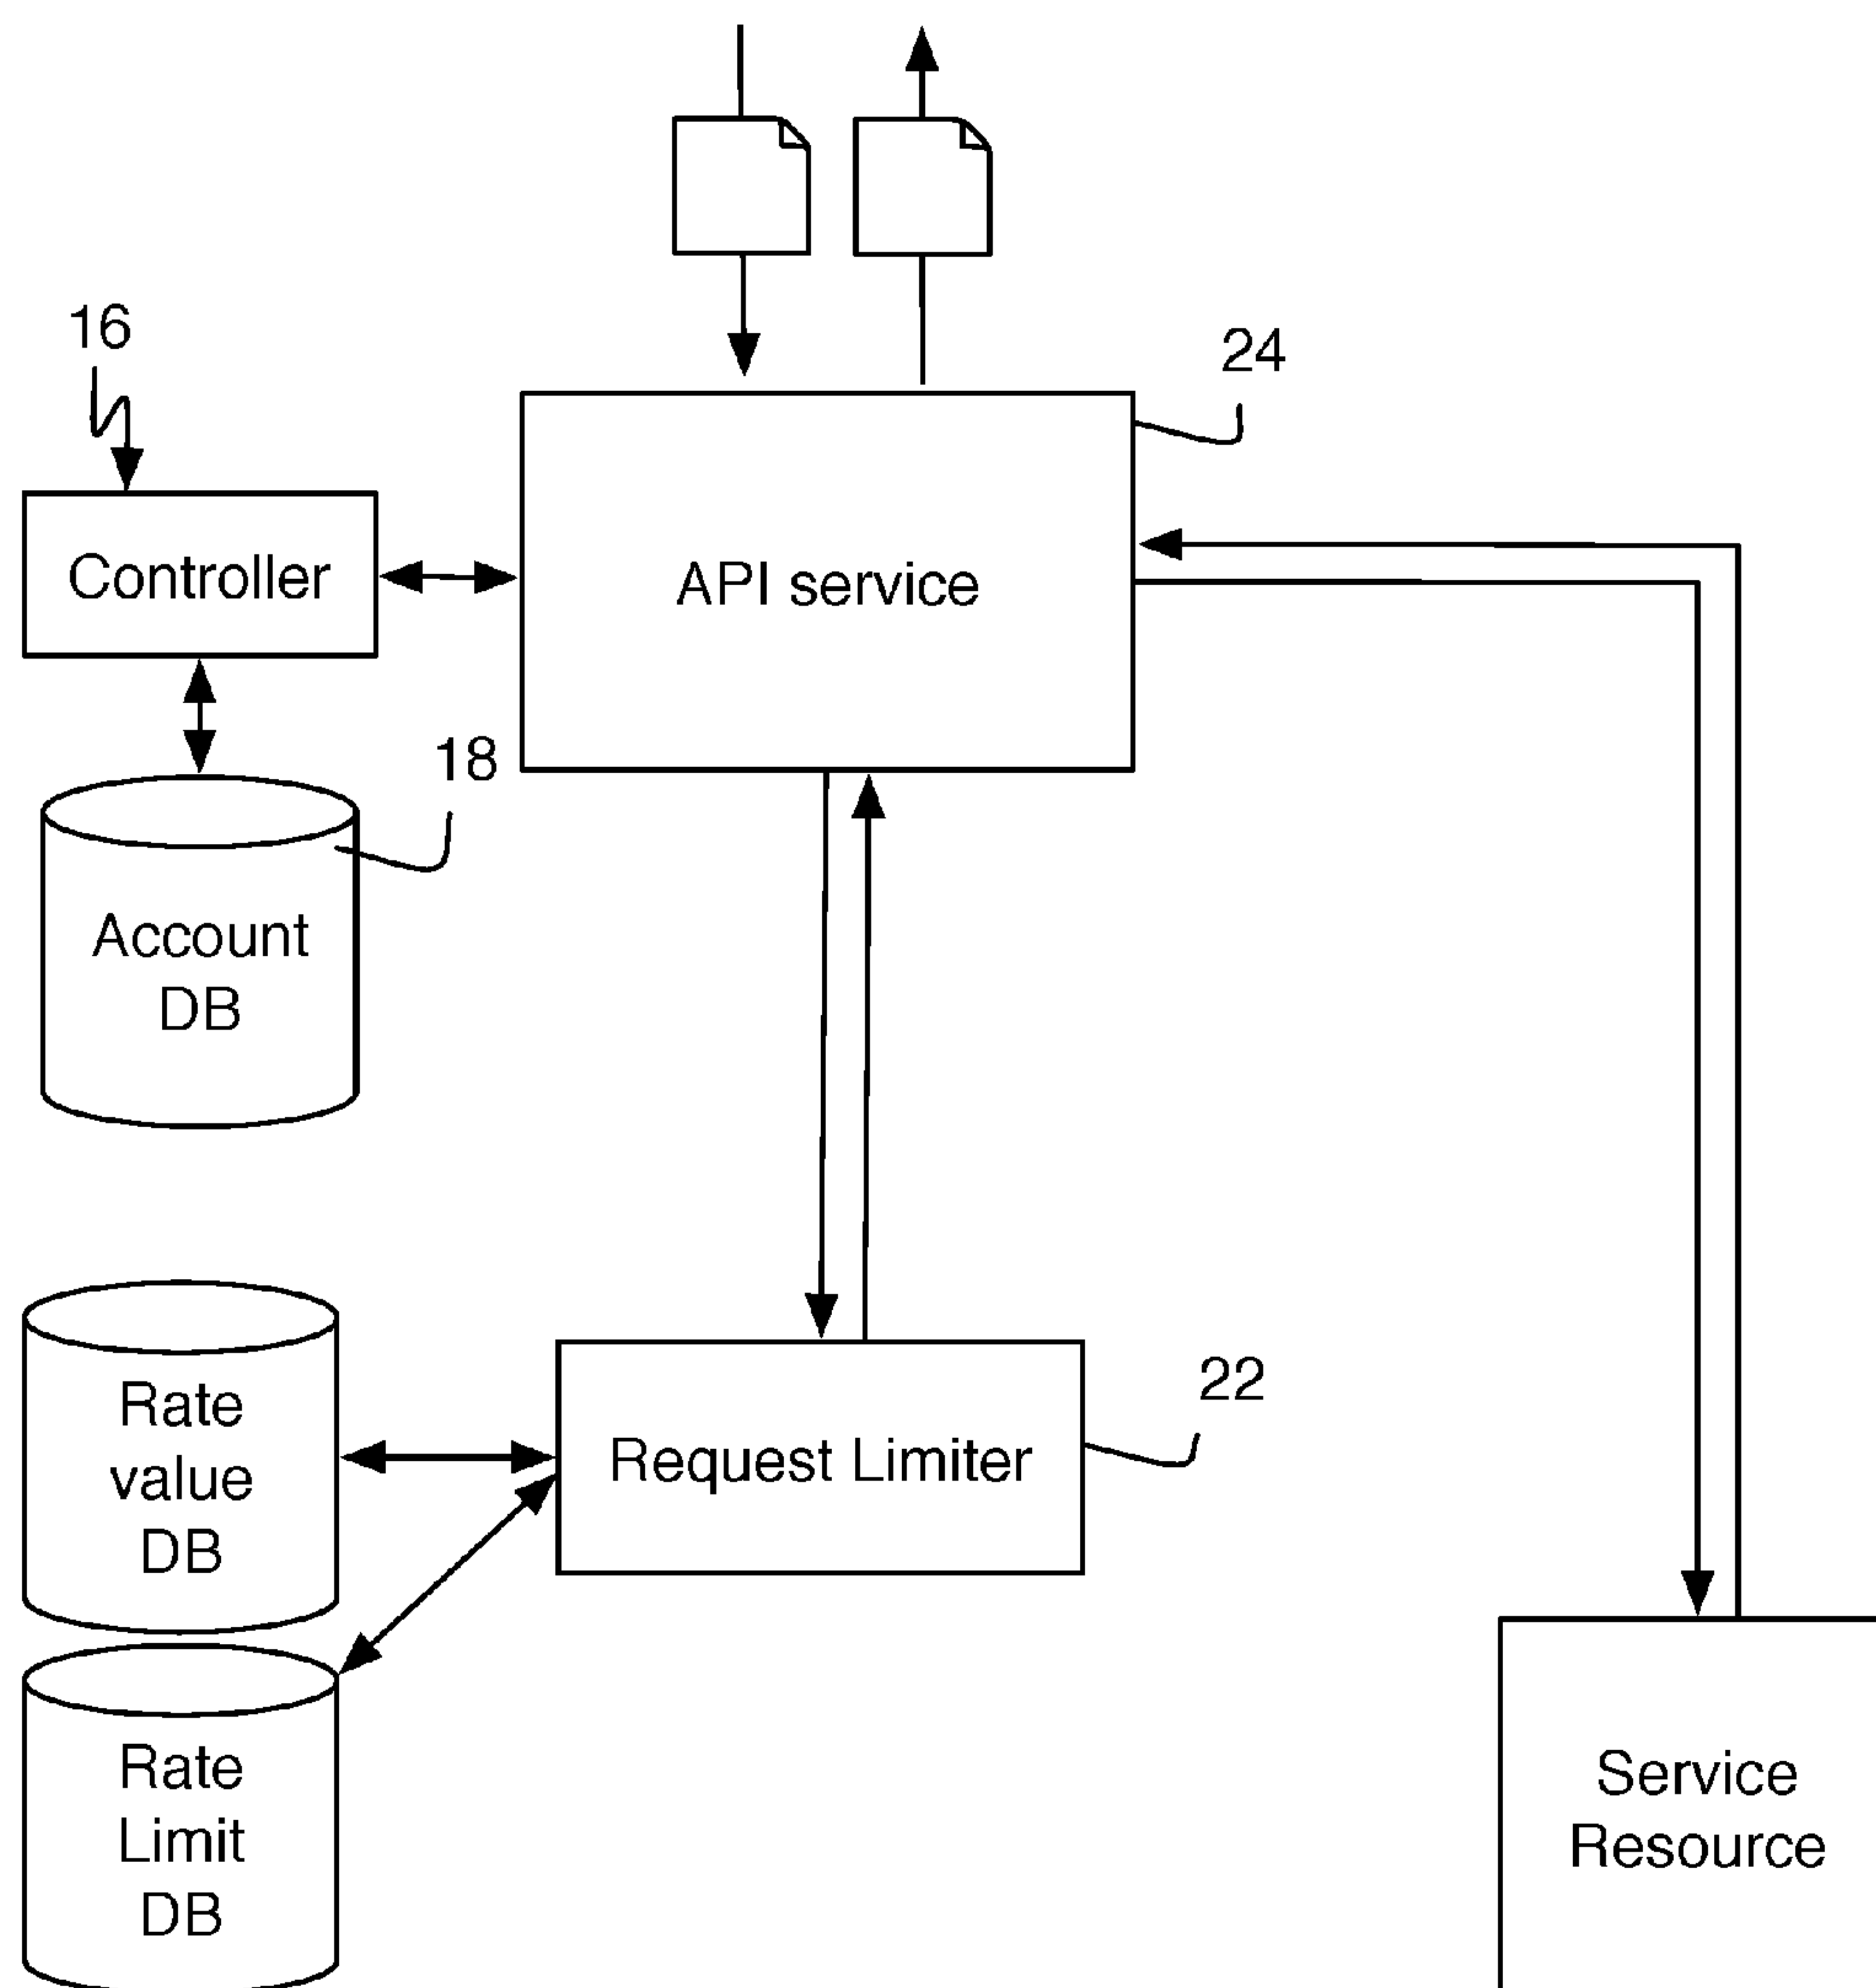 16
24
Controller
API service
18
Account
DB
Rate
value
DB
Request Limiter
22
Rate
Limit
DB
Service
Resource